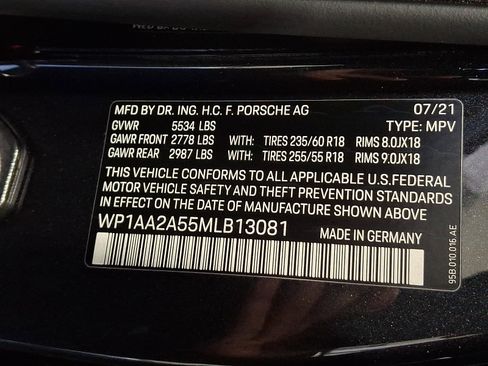 MFD BY DR. ING. H.C. F. PORSCHE AG 07/21
GVWR 5534 LBS TYPE: MPV
GAWR FRONT 2778 LBS WITH TIRES 235/60 R18 RIMS 8.0JX18
GAWR REAR 2987 LBS WITH TIRES 255/55 R18 RIMS 9.0JX18
THIS VEHICLE CONFORMS TO ALL APPLICABLE U.S.FEDERAL
MOTOR VEHICLE SAFETY AND THEFT PREVENTION STANDARDS
IN EFFECT ON THE DATE OF MANUFACTURE SHOWN ABOVE
WP1AA2A55MLB13081
MADE IN GERMANY
95B.010.016.AE